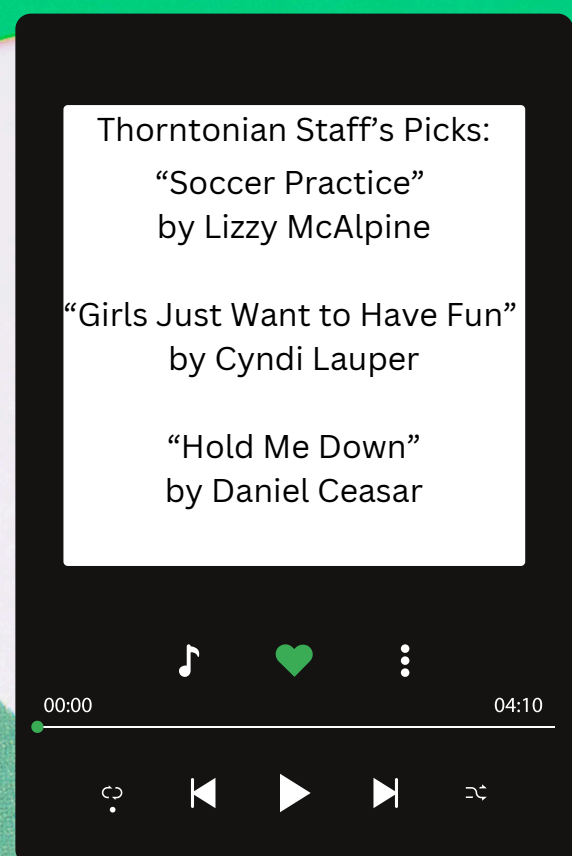 Thorntonian Staff’s Picks:
“Soccer Practice”
by Lizzy McAlpine
“Girls Just Want to Have Fun”
by Cyndi Lauper
“Hold Me Down”
by Daniel Ceasar
00:00 04:10